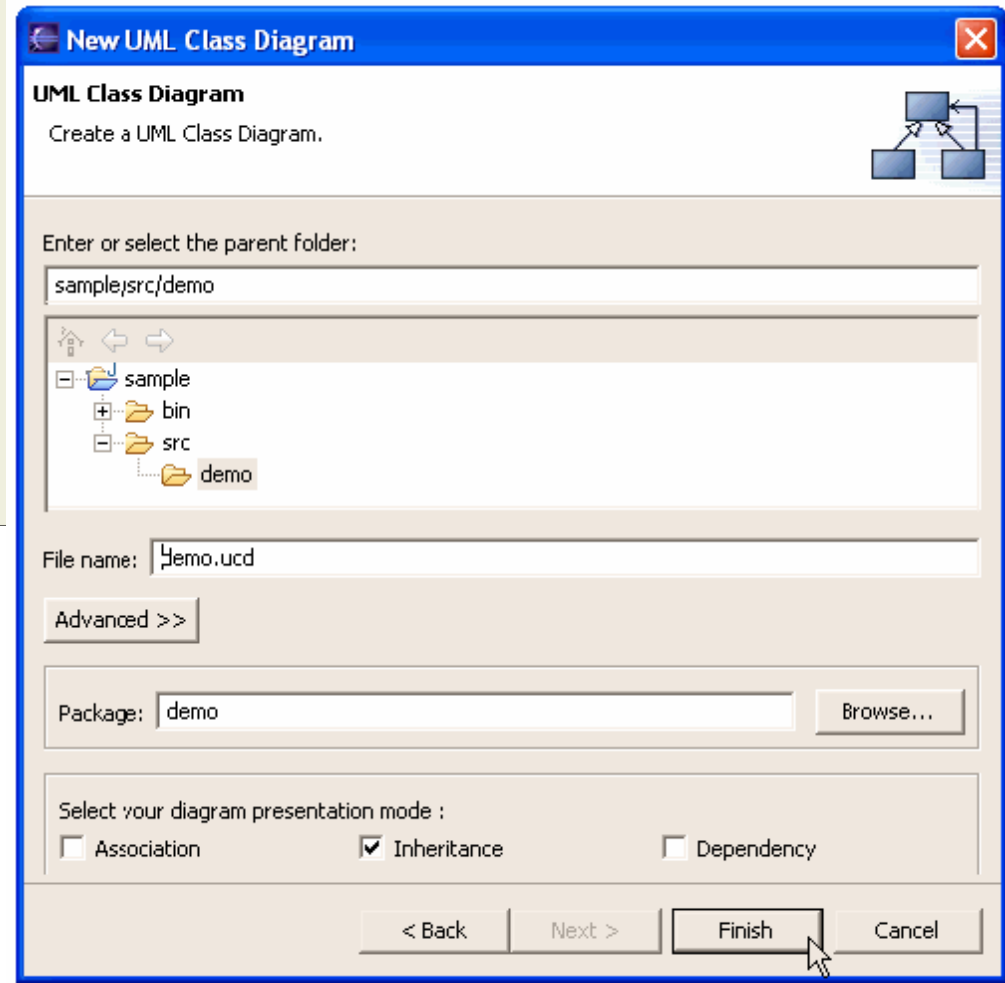 New UML Class Diagram
UML Class Diagram
Create a UML Class Diagram.
Enter or select the parent folder:
sample/src/demo
sample
bin
src
demo
File name: demo.ucd
Advanced >>
Package: demo Browse...
Select your diagram presentation mode :
Association Inheritance Dependency
< Back Next > Finish Cancel